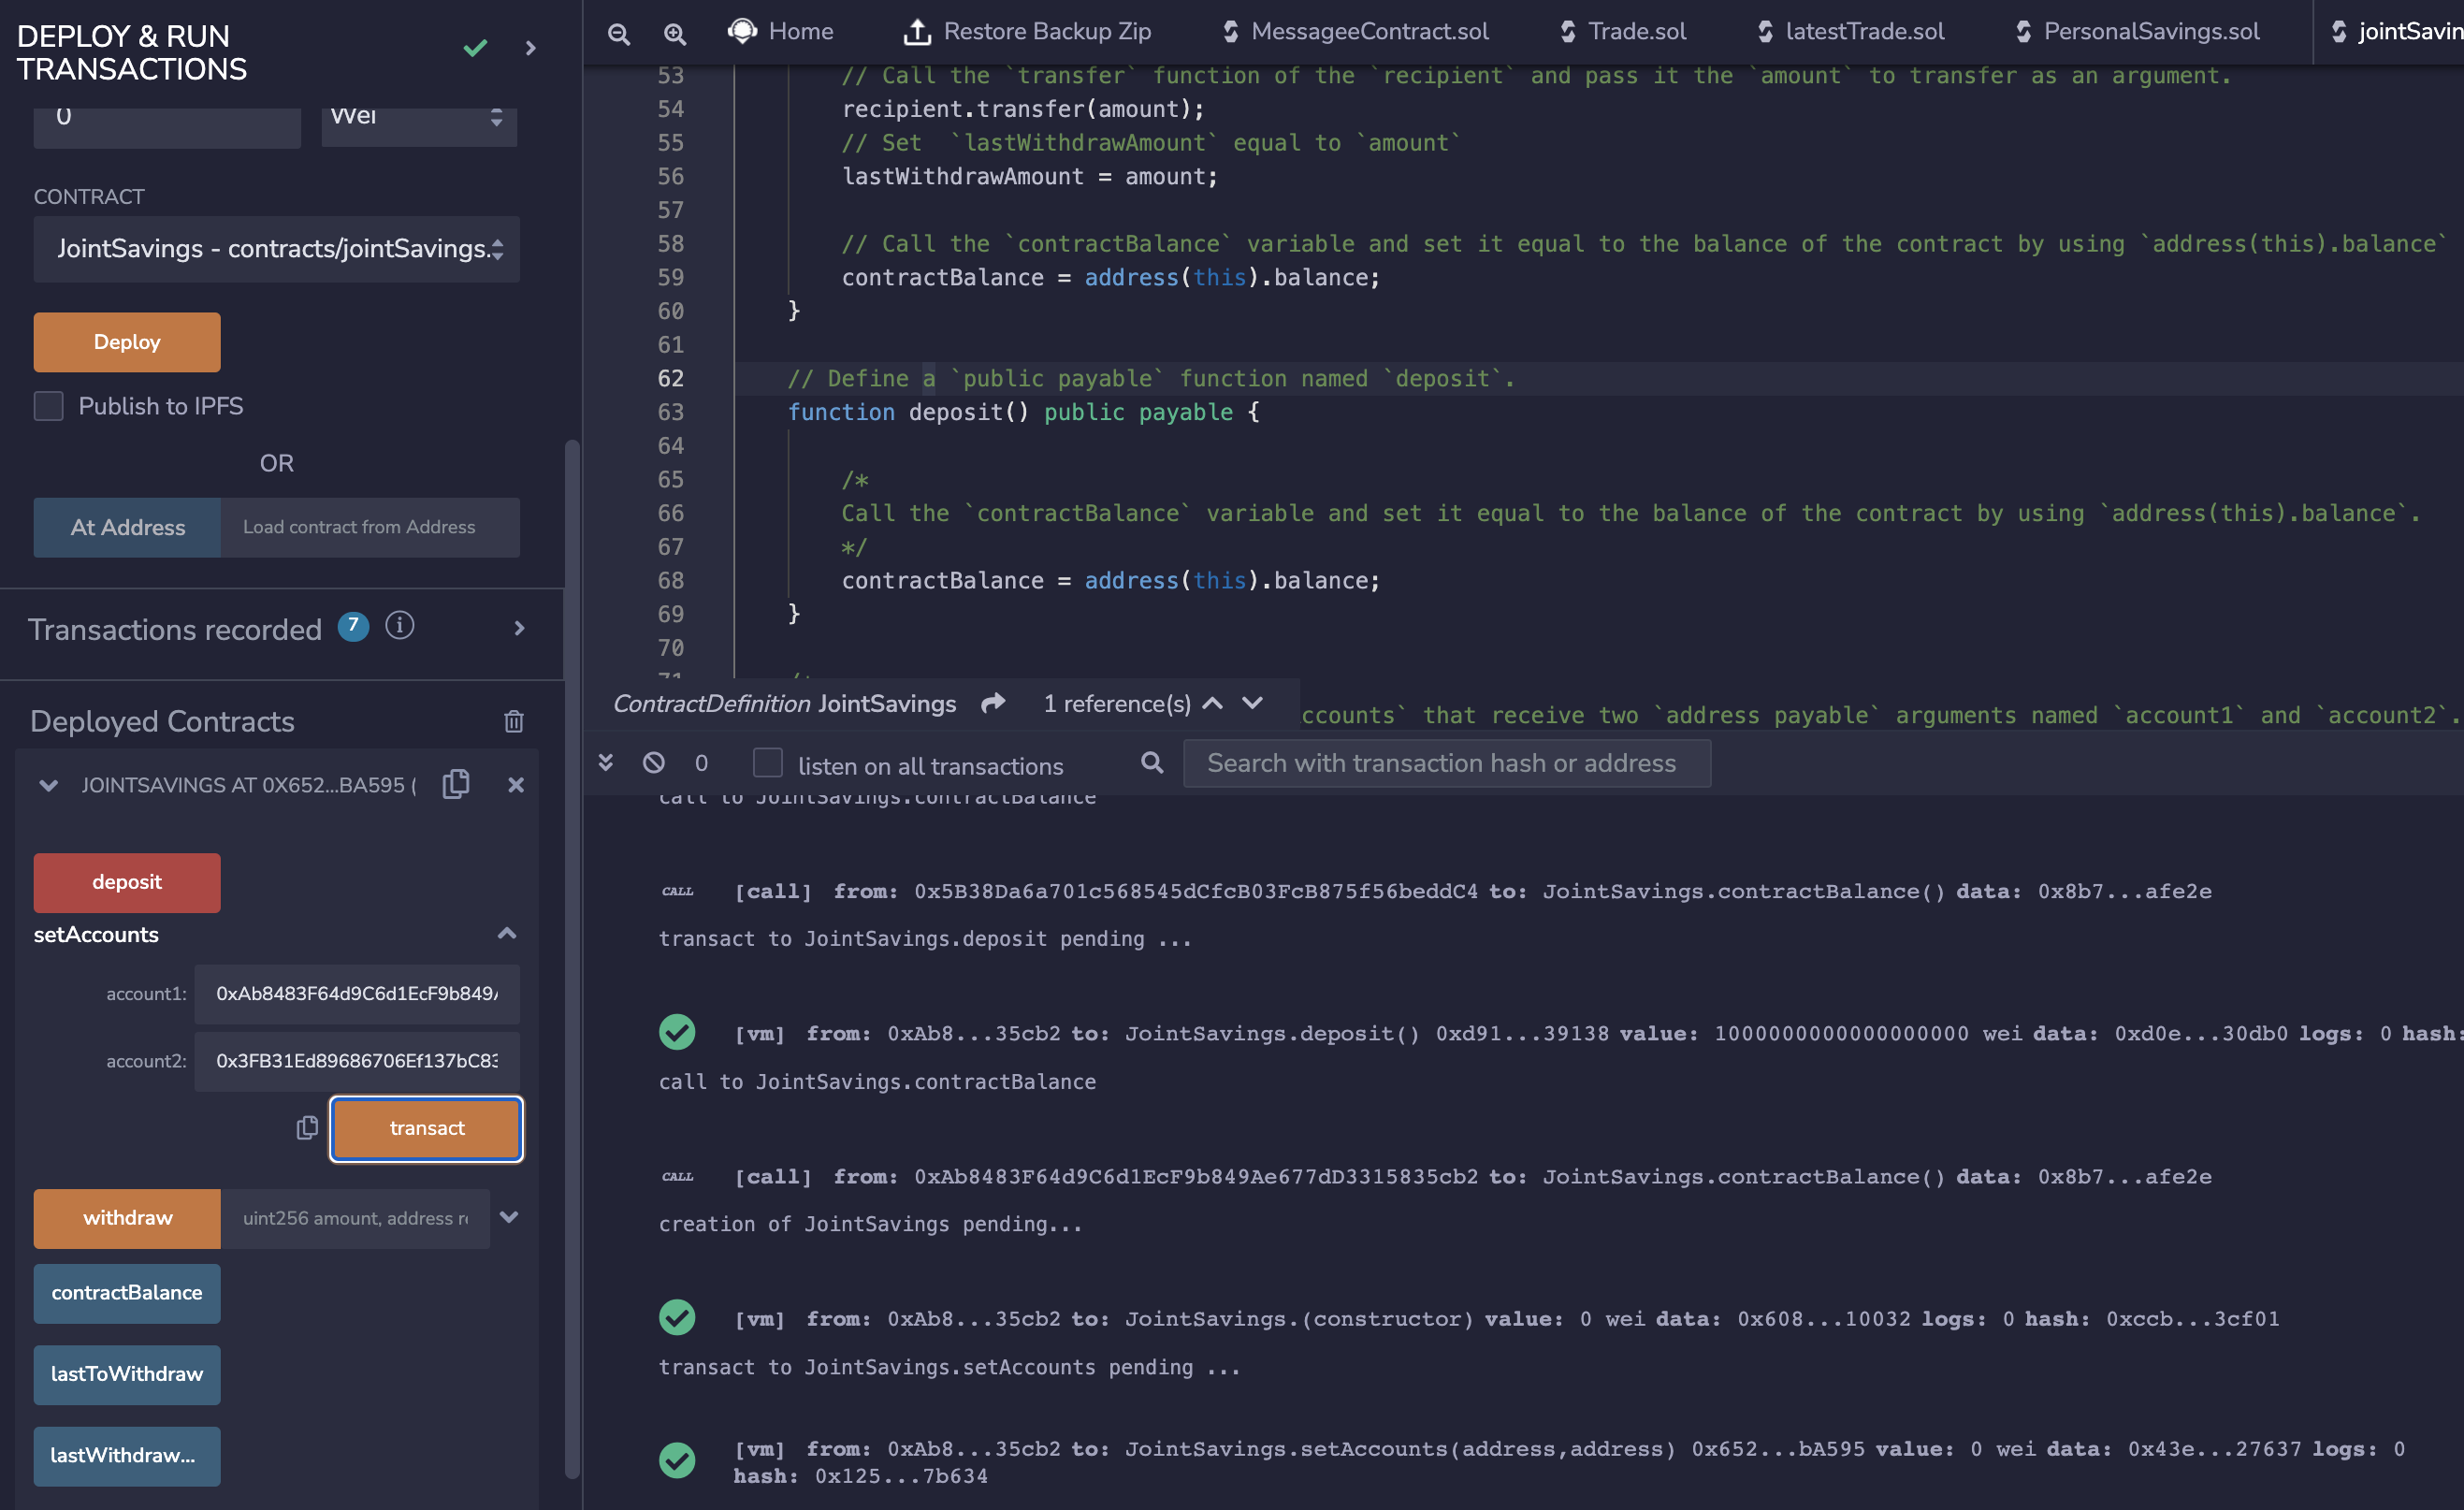 DEPLOY & RUN
TRANSACTIONS
0
Wei
CONTRACT
JointSavings - contracts/jointSavings.
Deploy
Publish to IPFS
OR
At Address
Load contract from Address
Transactions recorded 7 i
Deployed Contracts
JOINTSAVINGS AT 0X652...BA595 (
deposit
setAccounts
account1: 0xAb8483F64d9C6d1EcF9b849A
account2: 0x3FB31Ed89686706Ef137bC83
transact
withdraw
uint256 amount, address re
contractBalance
lastToWithdraw
lastWithdraw...
Home
Restore Backup Zip
MessageeContract.sol
Trade.sol
latestTrade.sol
PersonalSavings.sol
jointSavin
53 // Call the `transfer` function of the `recipient` and pass it the `amount` to transfer as an argument.
54 recipient.transfer(amount);
55 // Set  `lastWithdrawAmount` equal to `amount`
56 lastWithdrawAmount = amount;
57
58 // Call the `contractBalance` variable and set it equal to the balance of the contract by using `address(this).balance`
59 contractBalance = address(this).balance;
60 }
61
62 // Define a `public payable` function named `deposit`.
63 function deposit() public payable {
64
65 /*
66 Call the `contractBalance` variable and set it equal to the balance of the contract by using `address(this).balance`.
67 */
68 contractBalance = address(this).balance;
69 }
70
71
ContractDefinition JointSavings 1 reference(s)
ccounts` that receive two `address payable` arguments named `account1` and `account2`.
0
listen on all transactions
Search with transaction hash or address
call to JointSavings.contractBalance
CALL [call] from: 0x5B38Da6a701c568545dCfcB03FcB875f56beddC4 to: JointSavings.contractBalance() data: 0x8b7...afe2e
transact to JointSavings.deposit pending ...
[vm] from: 0xAb8...35cb2 to: JointSavings.deposit() 0xd91...39138 value: 1000000000000000000 wei data: 0xd0e...30db0 logs: 0 hash:
call to JointSavings.contractBalance
CALL [call] from: 0xAb8483F64d9C6d1EcF9b849Ae677dD3315835cb2 to: JointSavings.contractBalance() data: 0x8b7...afe2e
creation of JointSavings pending...
[vm] from: 0xAb8...35cb2 to: JointSavings.(constructor) value: 0 wei data: 0x608...10032 logs: 0 hash: 0xccb...3cf01
transact to JointSavings.setAccounts pending ...
[vm] from: 0xAb8...35cb2 to: JointSavings.setAccounts(address,address) 0x652...bA595 value: 0 wei data: 0x43e...27637 logs: 0
hash: 0x125...7b634